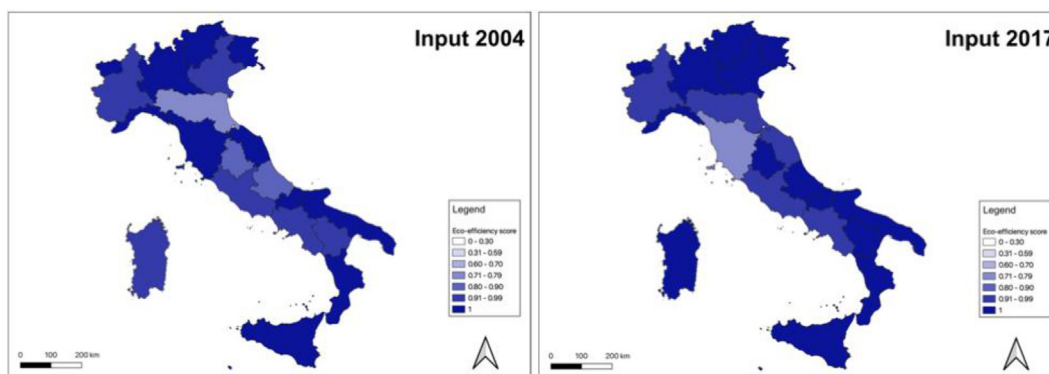 Input 2004
Legend
Eco-efficiency score
0 - 0.30
0.31 - 0.59
0.60 - 0.70
0.71 - 0.79
0.80 - 0.90
0.91 - 0.99
1
0 100 200 km
Input 2017
Legend
Eco-efficiency score
0 - 0.30
0.31 - 0.59
0.60 - 0.70
0.71 - 0.79
0.80 - 0.90
0.91 - 0.99
1
0 100 200 km